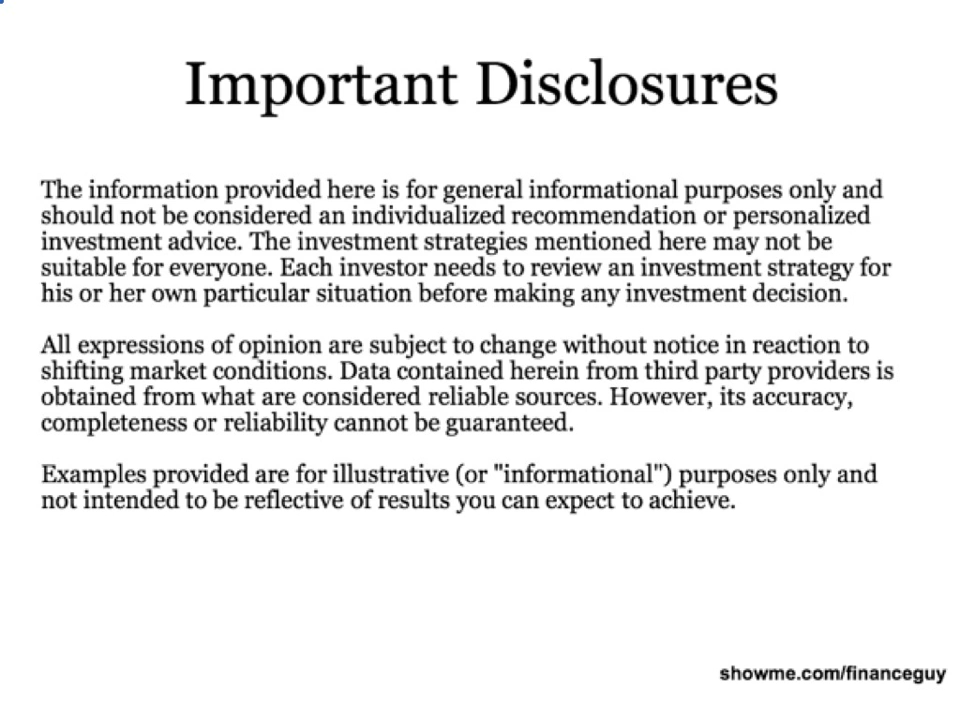 Important Disclosures
The information provided here is for general informational purposes only and
should not be considered an individualized recommendation or personalized
investment advice. The investment strategies mentioned here may not be
suitable for everyone. Each investor needs to review an investment strategy for
his or her own particular situation before making any investment decision.
All expressions of opinion are subject to change without notice in reaction to
shifting market conditions. Data contained herein from third party providers is
obtained from what are considered reliable sources. However, its accuracy,
completeness or reliability cannot be guaranteed.
Examples provided are for illustrative (or "informational") purposes only and
not intended to be reflective of results you can expect to achieve.
showme.com/financeguy